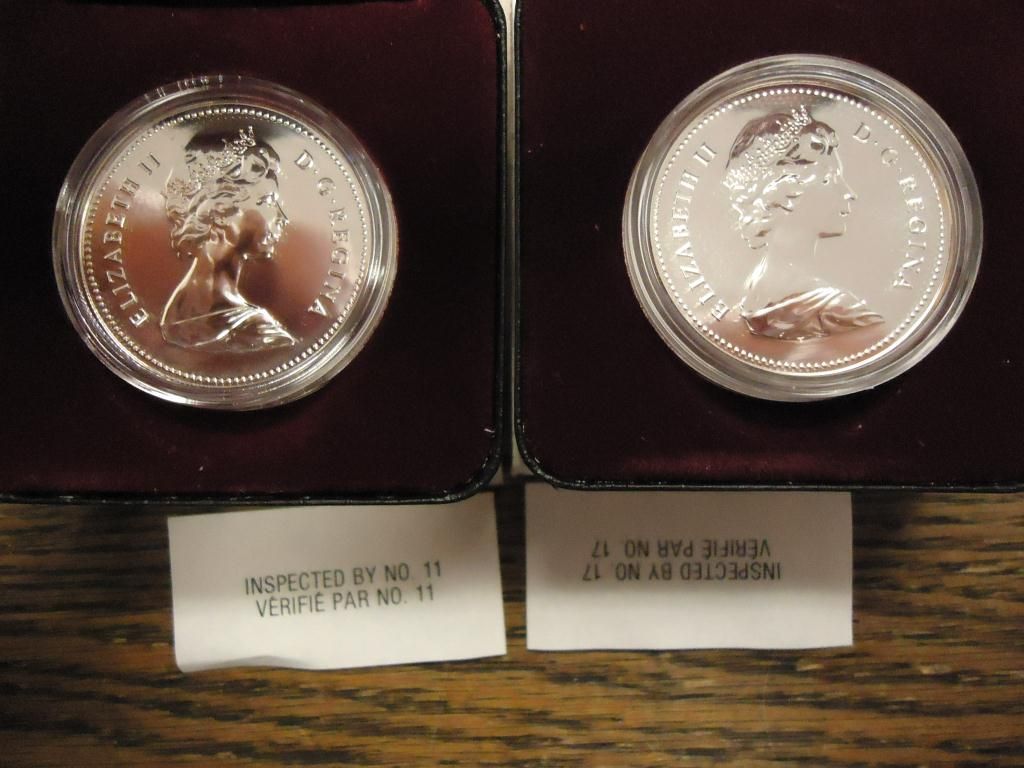 ELIZABETH II D·G·REGINA
ELIZABETH II D·G·REGINA
INSPECTED BY NO. 11
VÉRIFIÉ PAR NO. 11
INSPECTED BY NO. 17
VÉRIFIÉ PAR NO. 17